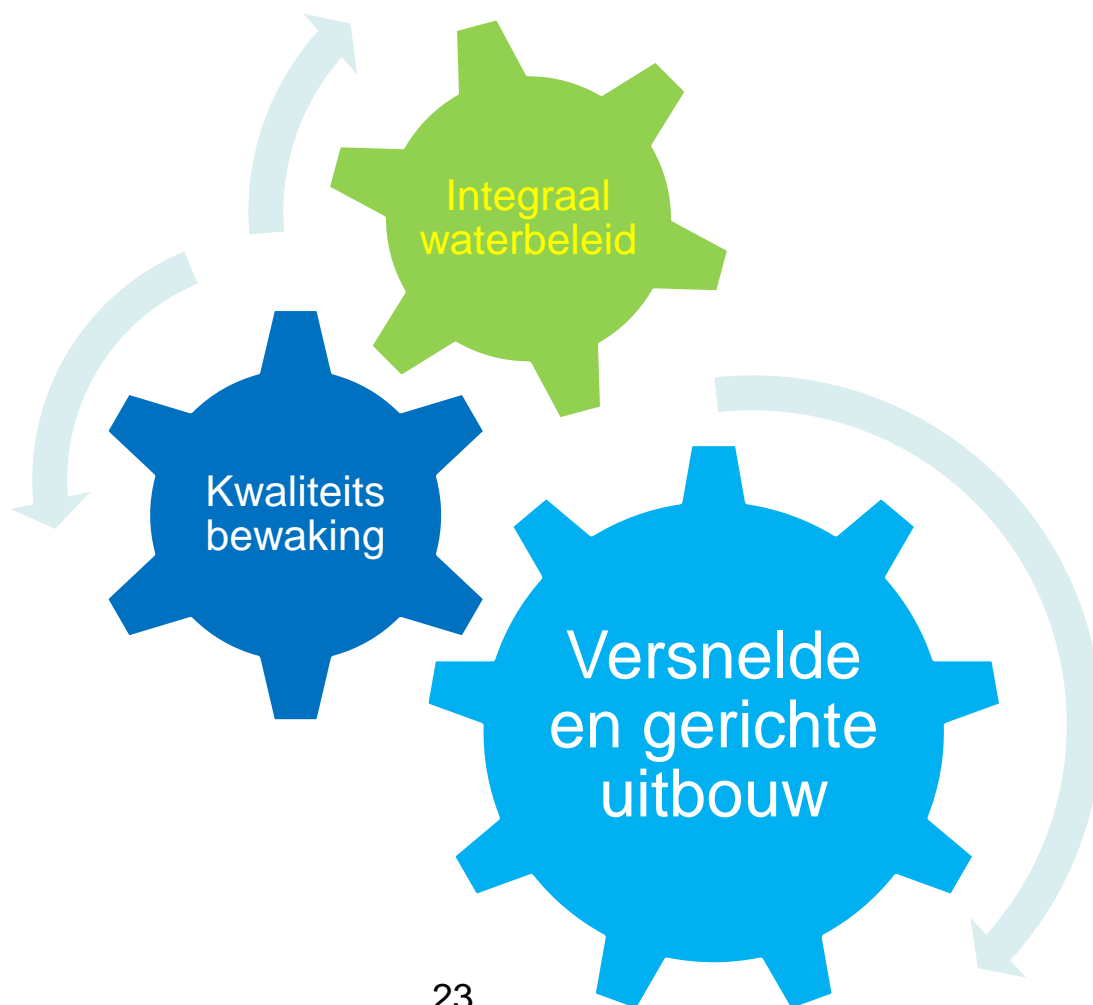 Integraal
waterbeleid
Kwaliteits
bewaking
Versnelde
en gerichte
uitbouw
23